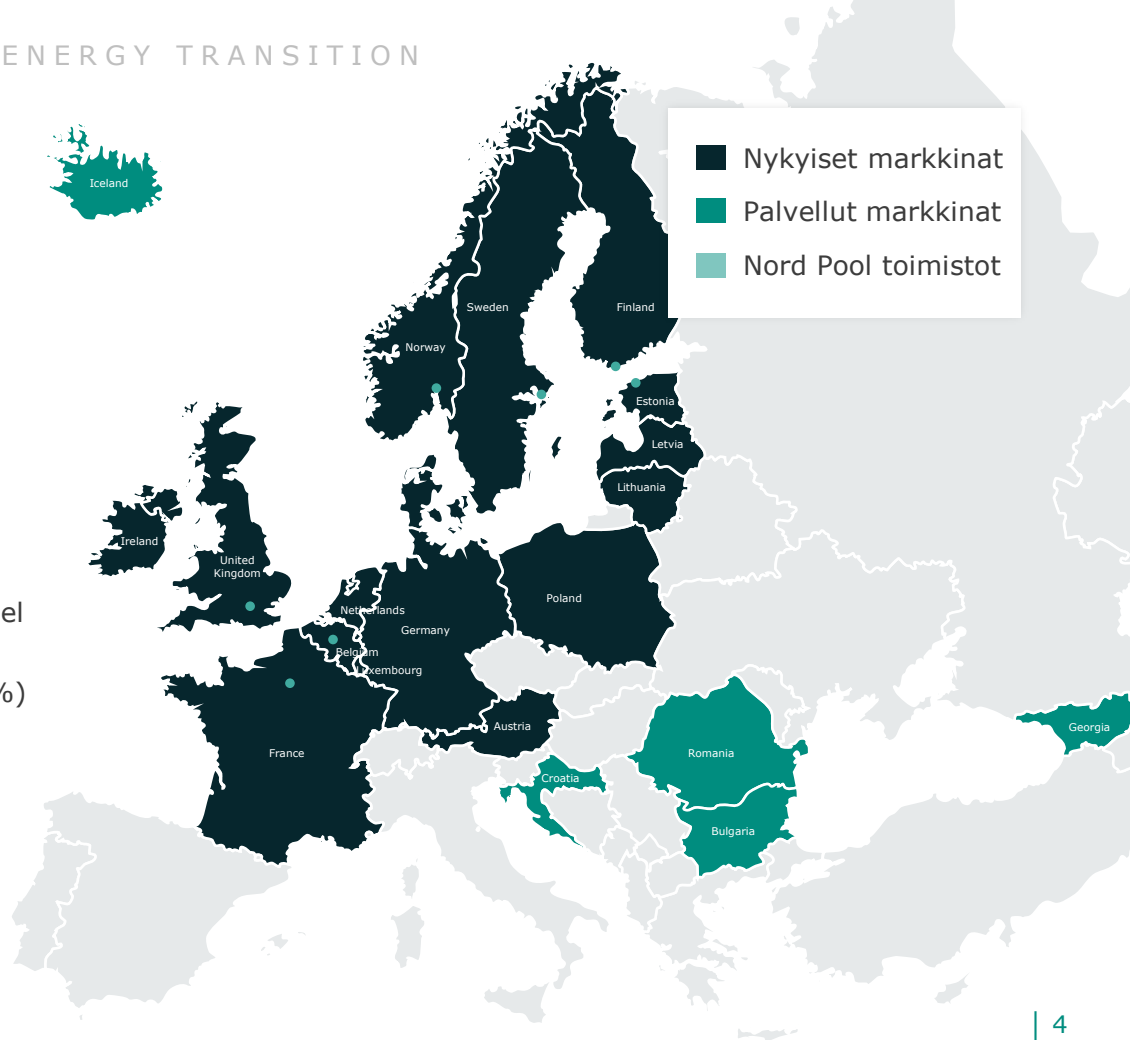 ENERGY TRANSITION
Nykyiset markkinat
Palvellut markkinat
Nord Pool toimistot
Iceland
Sweden
Finland
Norway
Estonia
Letvia
Lithuania
Ireland
United
Kingdom
Netherlands
Poland
Germany
Belgium
Luxembourg
Austria
France
Romania
Georgia
Croatia
Bulgaria
el
%)
| 4